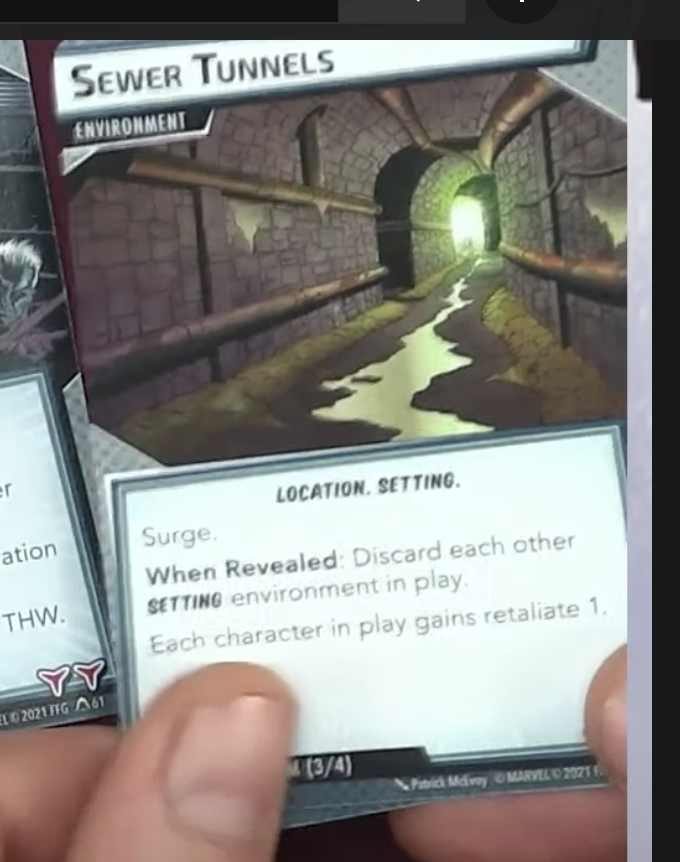 SEWER TUNNELS
ENVIRONMENT
LOCATION. SETTING.
Surge.
When Revealed: Discard each other
SETTING environment in play.
Each character in play gains retaliate 1.
(3/4)
Patrick McEvoy © MARVEL © 2021 F
er
ation
THW.
EL © 2021 FFG 61